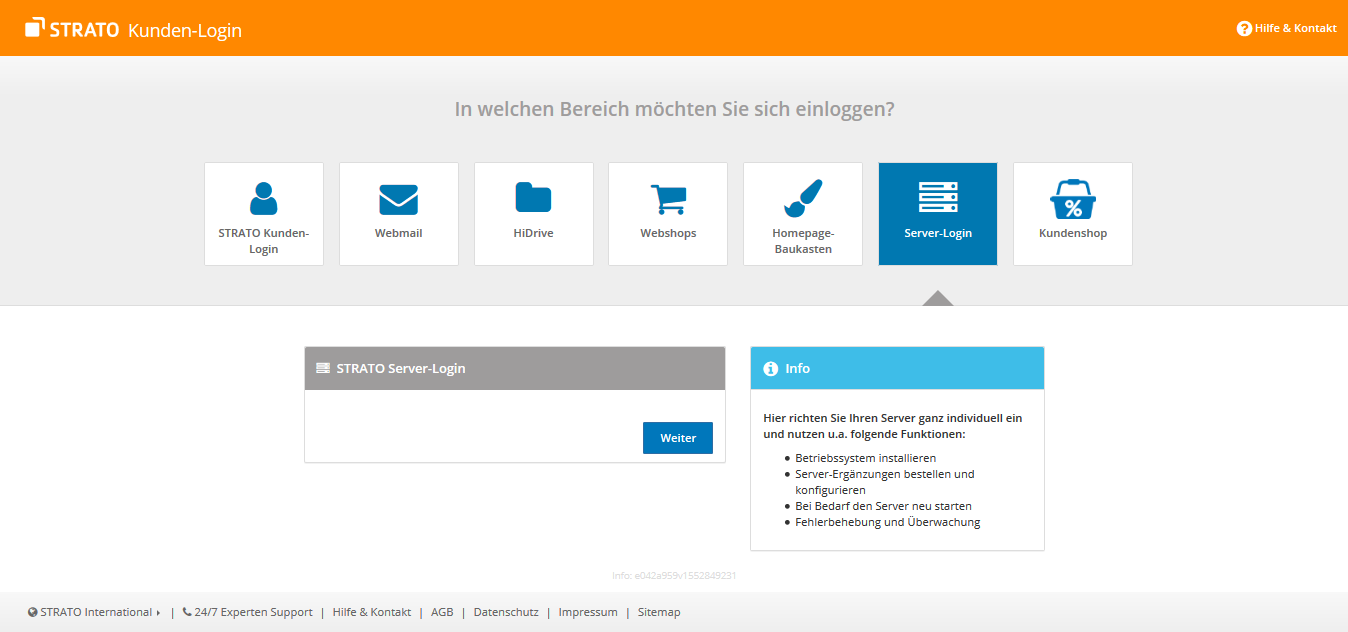 STRATO Kunden-Login
Hilfe & Kontakt
In welchen Bereich möchten Sie sich einloggen?
STRATO Kunden-
Login
Webmail
HiDrive
Webshops
Homepage-
Baukasten
Server-Login
Kundenshop
STRATO Server-Login
Weiter
Info
Hier richten Sie Ihren Server ganz individuell ein
und nutzen u.a. folgende Funktionen:
Betriebssystem installieren
Server-Ergänzungen bestellen und
konfigurieren
Bei Bedarf den Server neu starten
Fehlerbehebung und Überwachung
Info: e042a959v1552849231
STRATO International | 24/7 Experten Support | Hilfe & Kontakt | AGB | Datenschutz | Impressum | Sitemap